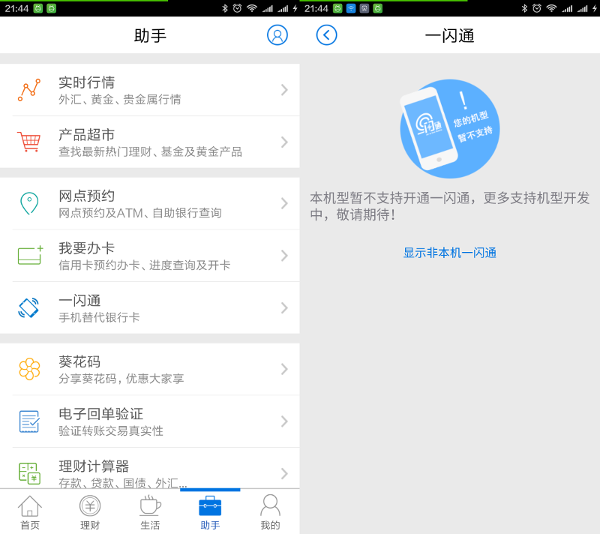 21:44
助手
实时行情
外汇、黄金、贵金属行情
产品超市
查找最新热门理财、基金及黄金产品
网点预约
网点预约及ATM、自助银行查询
我要办卡
信用卡预约办卡、进度查询及开卡
一闪通
手机替代银行卡
葵花码
分享葵花码，优惠大家享
电子回单验证
验证转账交易真实性
理财计算器
存款、贷款、国债、外汇...
首页
理财
生活
助手
我的
21:44
一闪通
您的机型
暂不支持
本机型暂不支持开通一闪通，更多支持机型开发
中，敬请期待！
显示非本机一闪通